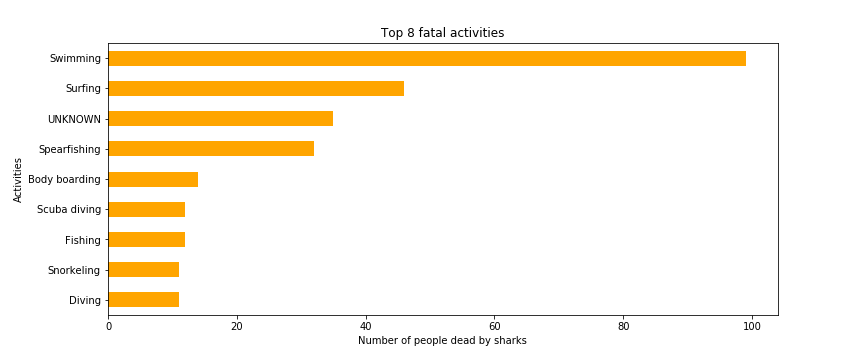 Top 8 fatal activities
Activities
Swimming
Surfing
UNKNOWN
Spearfishing
Body boarding
Scuba diving
Fishing
Snorkeling
Diving
0 20 40 60 80 100
Number of people dead by sharks